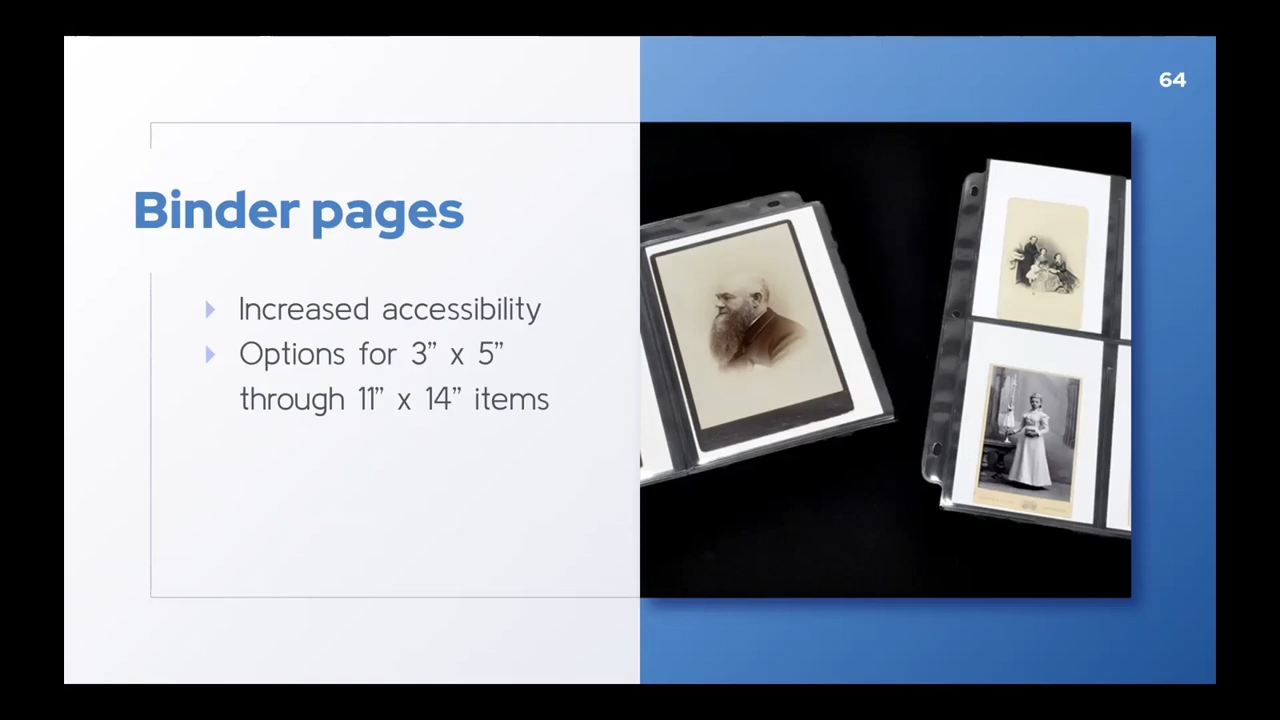 64
Binder pages
Increased accessibility
Options for 3” x 5”
through 11” x 14” items